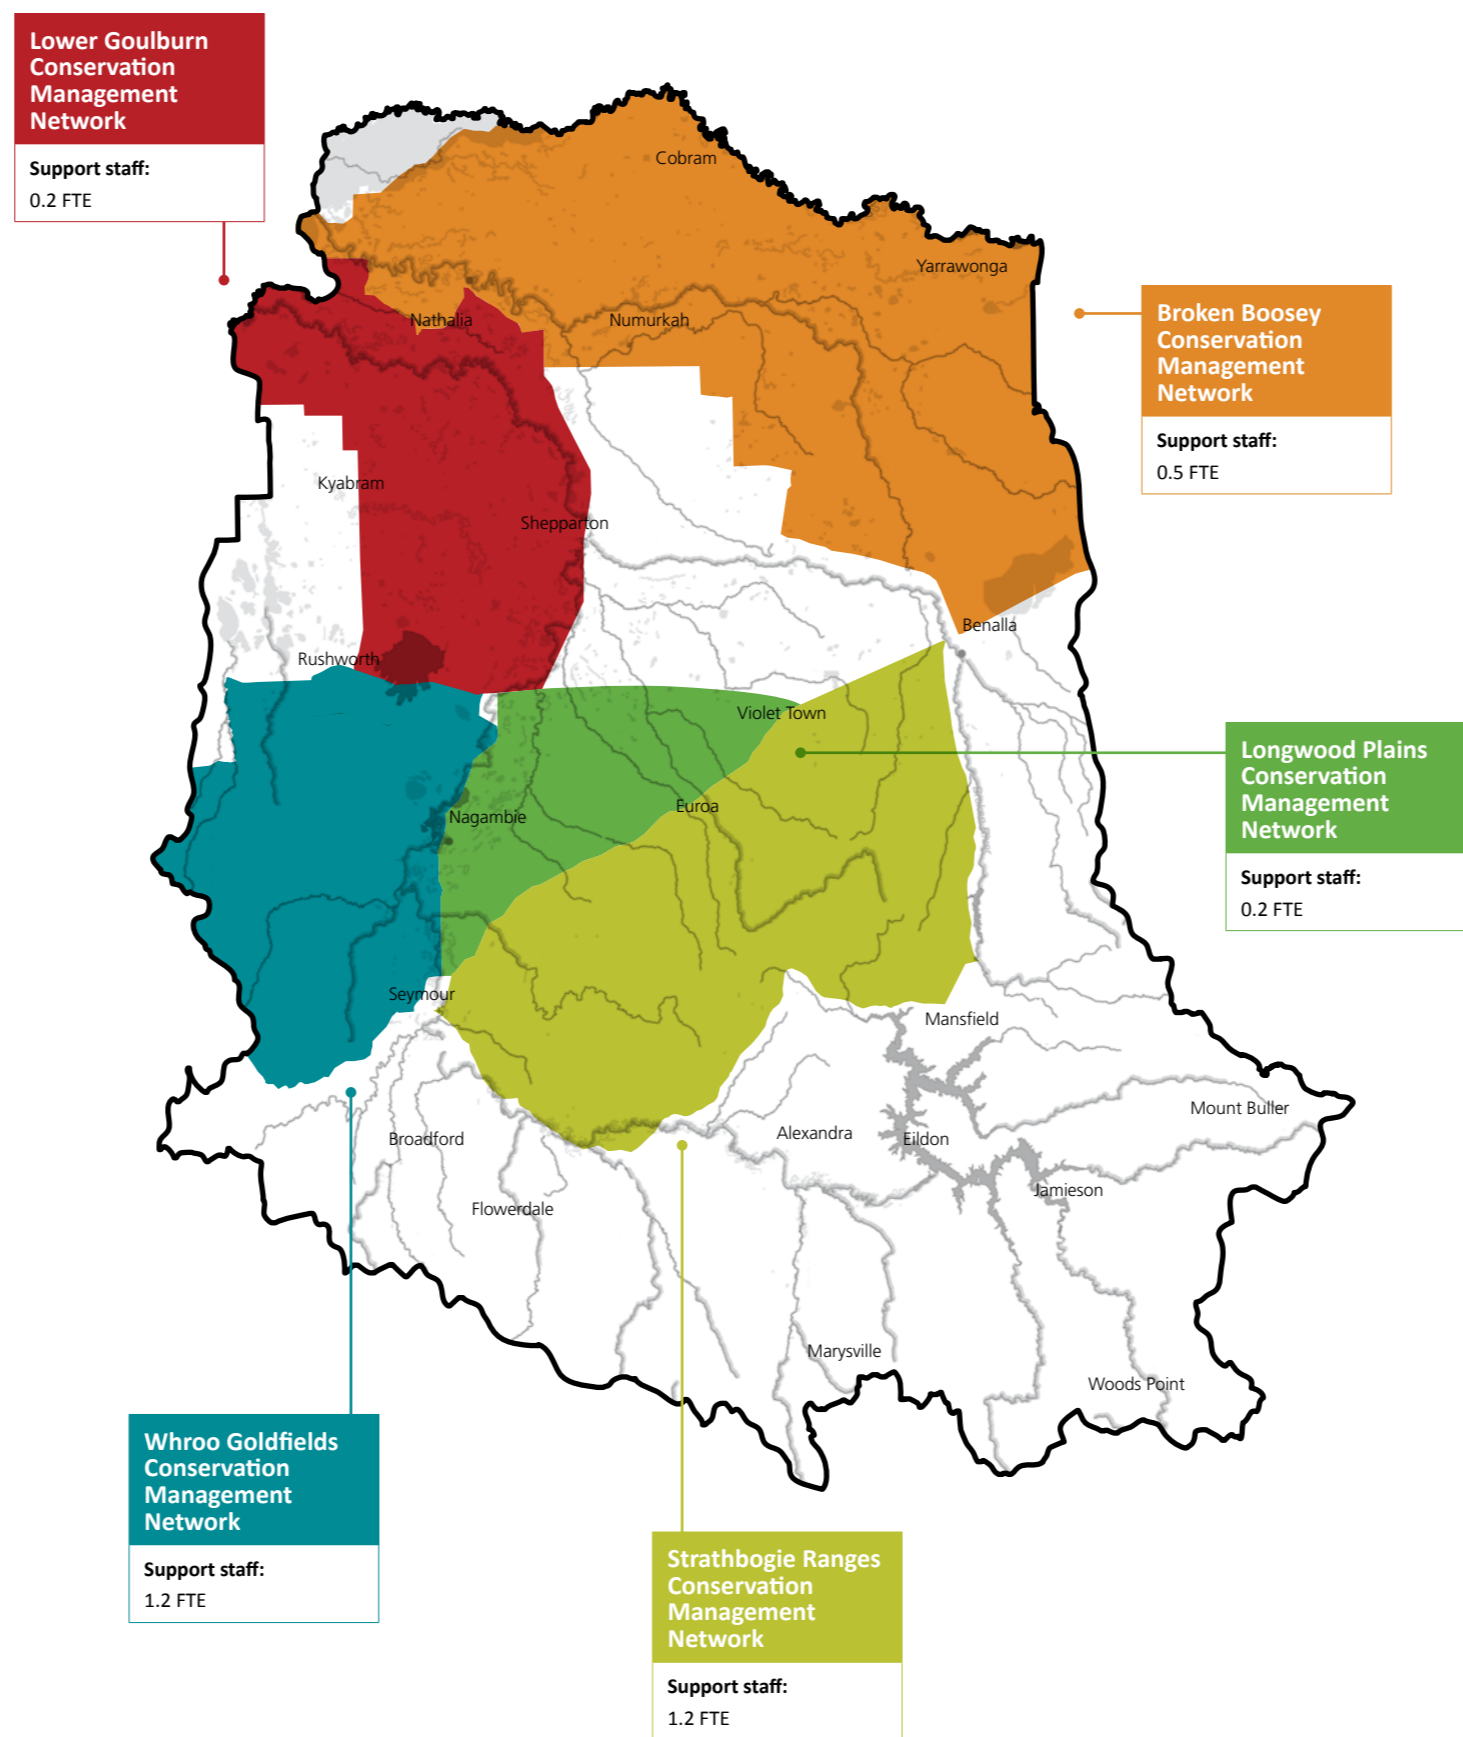 Lower Goulburn
Conservation
Management
Network
Support staff:
0.2 FTE
Cobram
Yarrawonga
Nathalia
Numurkah
Broken Boosey
Conservation
Management
Network
Support staff:
0.5 FTE
Kyabram
Shepparton
Benalla
Rushworth
Violet Town
Longwood Plains
Conservation
Management
Network
Support staff:
0.2 FTE
Euroa
Nagambie
Seymour
Mansfield
Mount Buller
Broadford
Alexandra
Eildon
Jamieson
Flowerdale
Marysville
Woods Point
Whroo Goldfields
Conservation
Management
Network
Support staff:
1.2 FTE
Strathbogie Ranges
Conservation
Management
Network
Support staff:
1.2 FTE